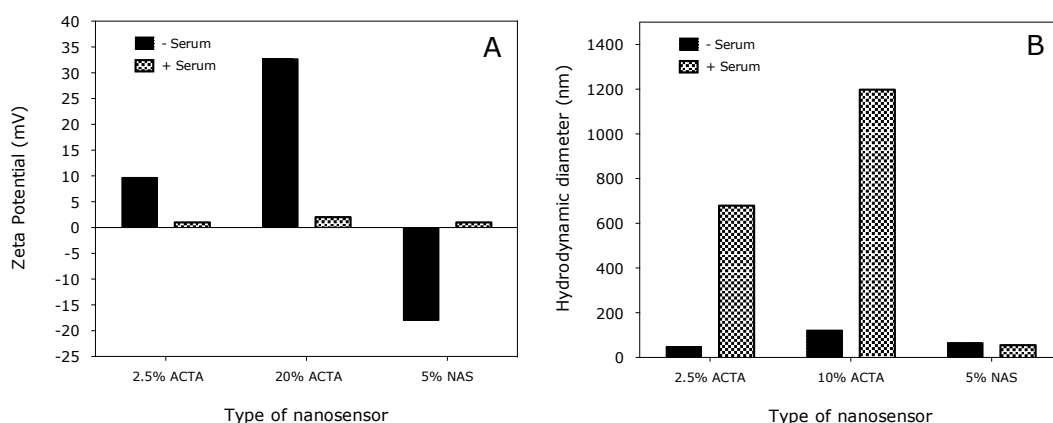 A
- Serum
+ Serum
Zeta Potential (mV)
40
35
30
25
20
15
10
5
0
-5
-10
-15
-20
-25
2.5% ACTA 20% ACTA 5% NAS
Type of nanosensor
B
- Serum
+ Serum
Hydrodynamic diameter (nm)
1400
1200
1000
800
600
400
200
0
2.5% ACTA 10% ACTA 5% NAS
Type of nanosensor